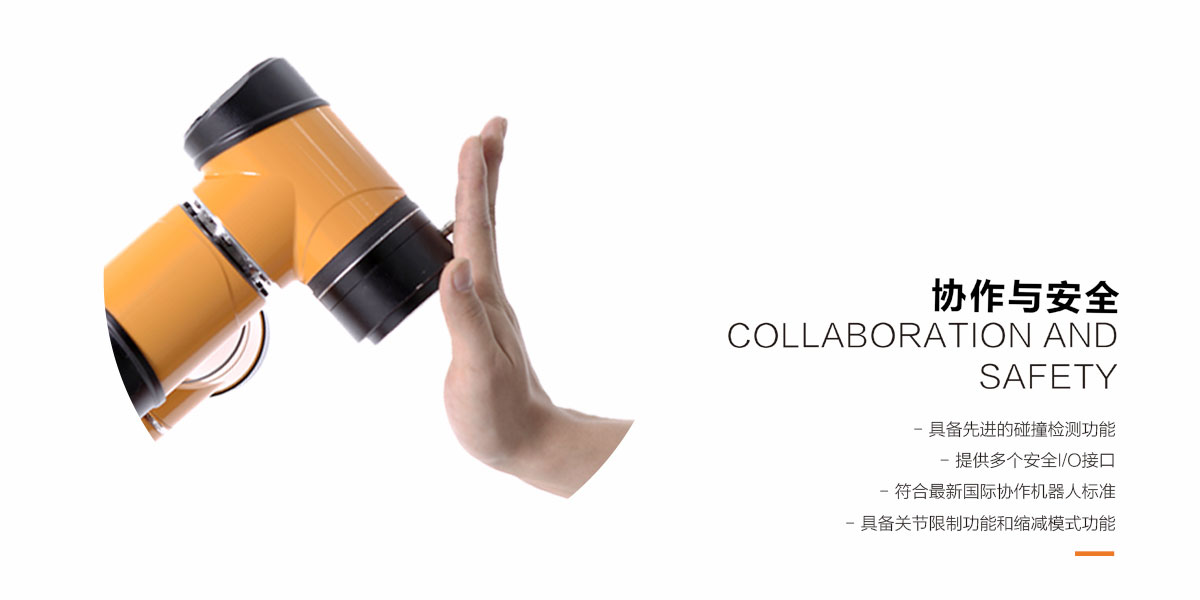 协作与安全
COLLABORATION AND
SAFETY
- 具备先进的碰撞检测功能
- 提供多个安全I/O接口
- 符合最新国际协作机器人标准
- 具备关节限制功能和缩减模式功能